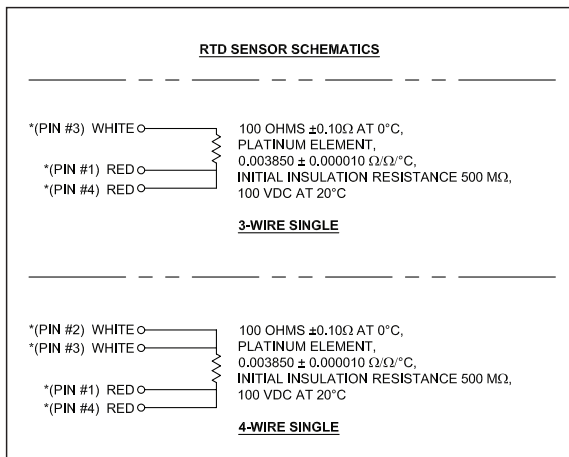 RTD SENSOR SCHEMATICS
*(PIN #3) WHITE
*(PIN #1) RED
*(PIN #4) RED
100 OHMS ±0.10Ω AT 0°C,
PLATINUM ELEMENT,
0.003850 ± 0.000010 Ω/Ω/°C,
INITIAL INSULATION RESISTANCE 500 MΩ,
100 VDC AT 20°C
3-WIRE SINGLE
*(PIN #2) WHITE
*(PIN #3) WHITE
*(PIN #1) RED
*(PIN #4) RED
100 OHMS ±0.10Ω AT 0°C,
PLATINUM ELEMENT,
0.003850 ± 0.000010 Ω/Ω/°C,
INITIAL INSULATION RESISTANCE 500 MΩ,
100 VDC AT 20°C
4-WIRE SINGLE